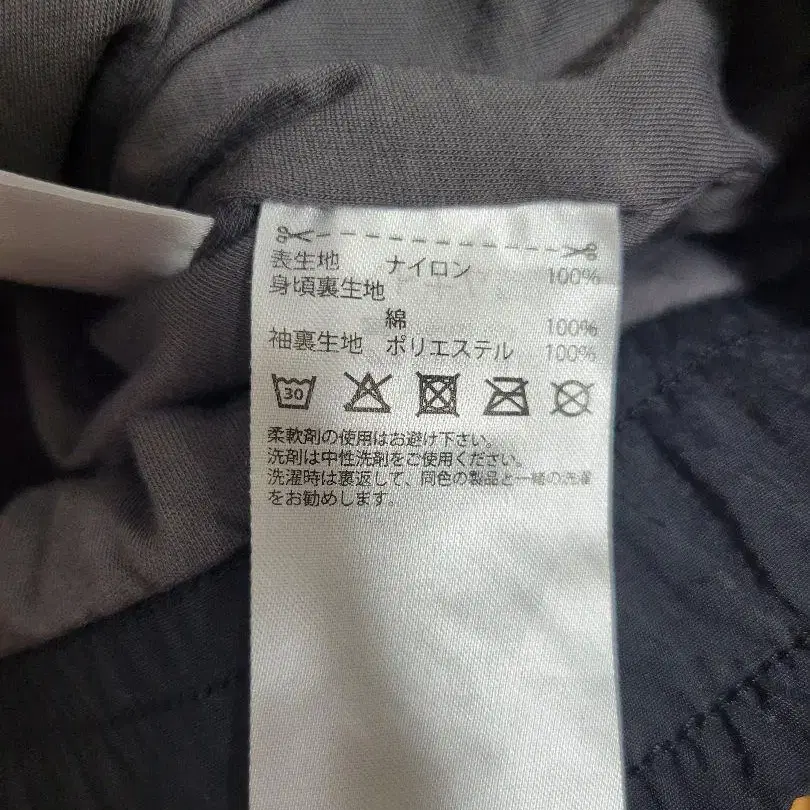 表生地 ナイロン 100%
身頃裏生地
綿 100%
袖裏生地 ポリエステル 100%
30
柔軟剤の使用はお避け下さい。
洗剤は中性洗剤をご使用ください。
洗濯時は裏返して、同色の製品と一緒の洗濯
をお勧めします。